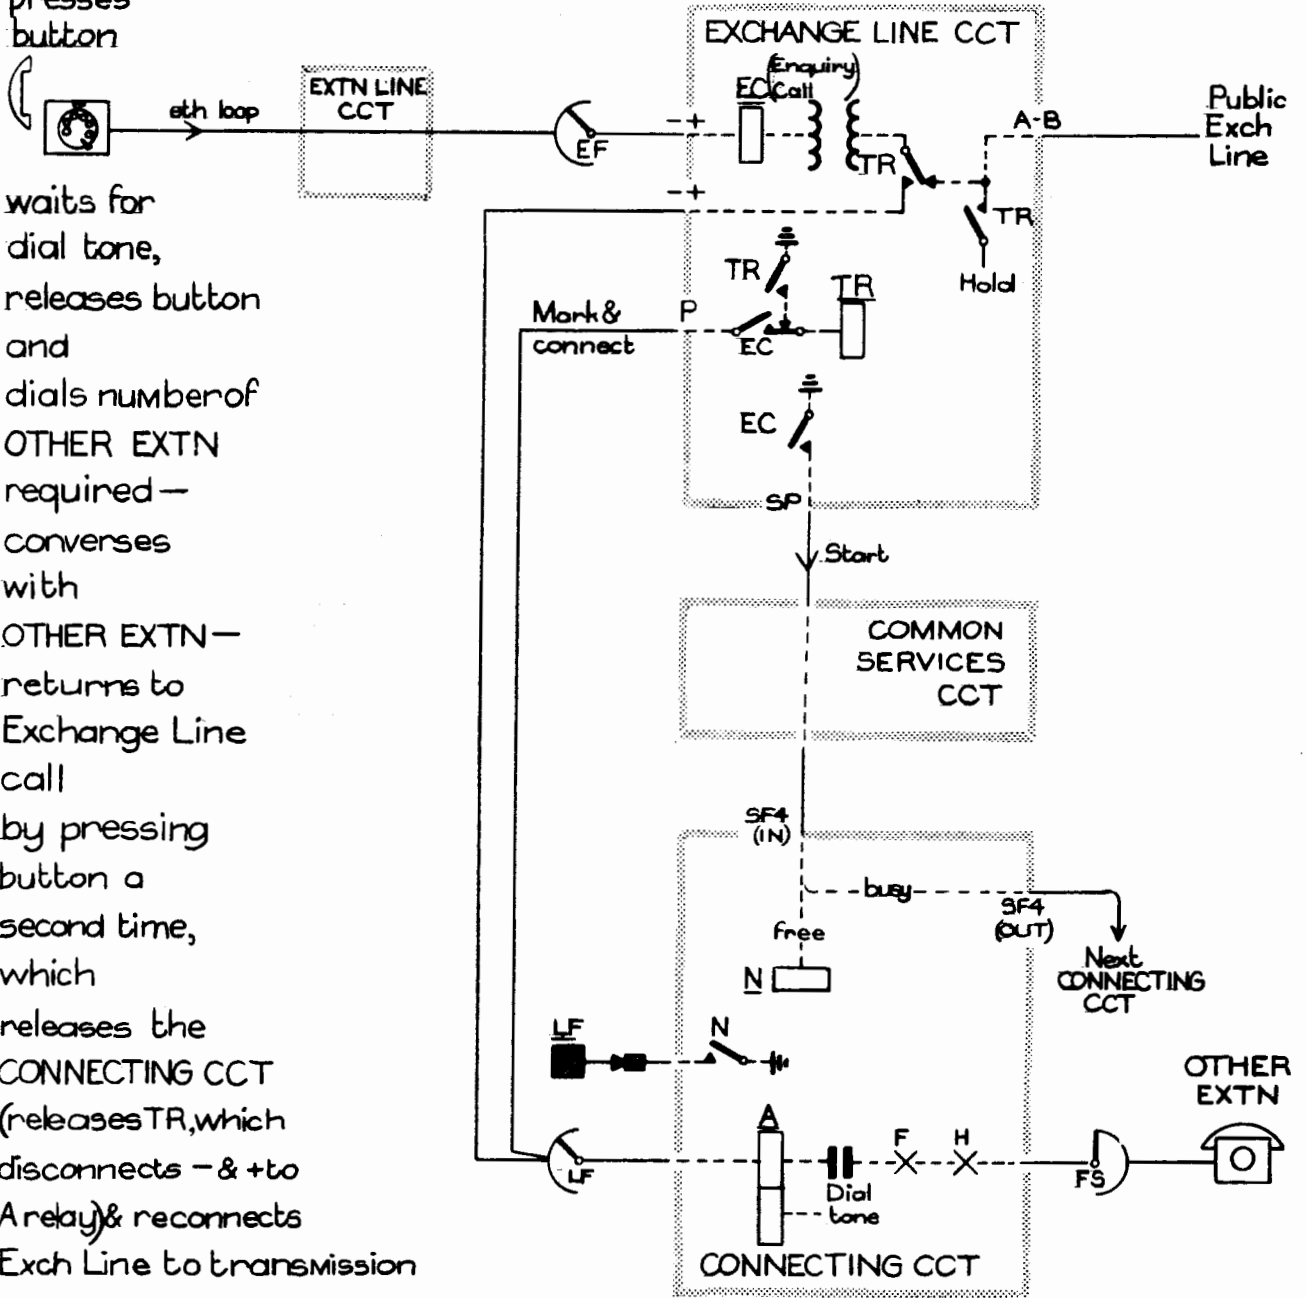 presses
button
waits for
dial tone,
releases button
and
dials number of
OTHER EXTN
required—
converses
with
OTHER EXTN—
returns to
Exchange Line
call
by pressing
button a
second time,
which
releases the
CONNECTING CCT
(releases TR, which
disconnects - & + to
A relay) & reconnects
Exch Line to transmission
eth loop
EXTN LINE
CCT
EF
EXCHANGE LINE CCT
(Enquiry
Call)
EC
- +
TR
A-B
Public
Exch
Line
- +
TR
Hold
TR
TR
Mark &
connect
P
EC
EC
SP
Start
COMMON
SERVICES
CCT
SF4
(IN)
busy
SF4
(OUT)
free
Next
CONNECTING
CCT
N
LF
N
OTHER
EXTN
A
F
H
LF
FS
Dial
tone
CONNECTING CCT